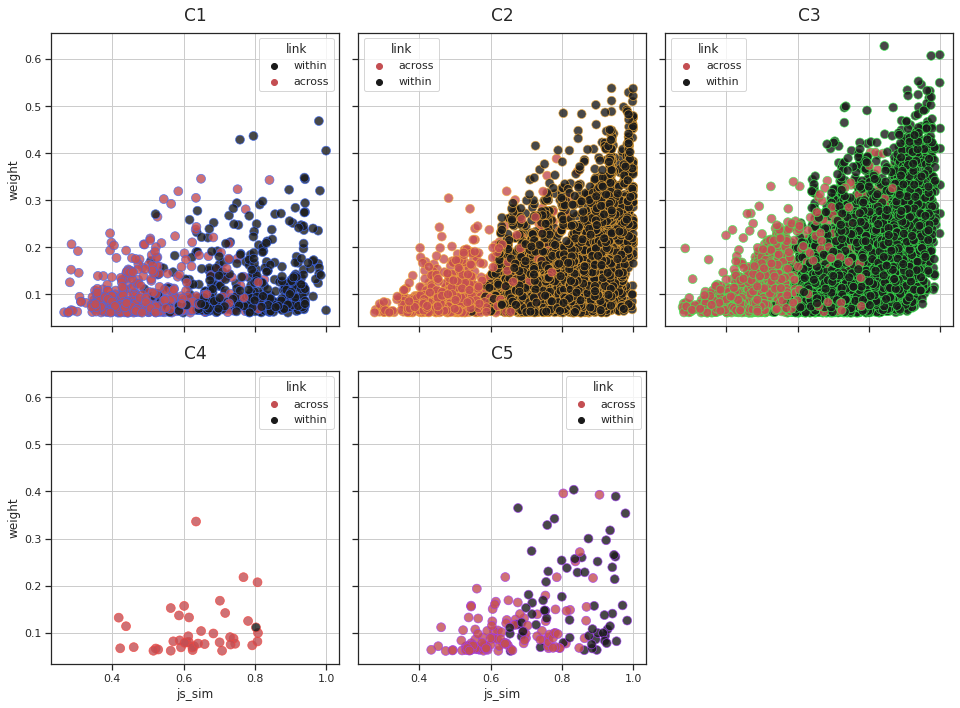 C1
C2
C3
link
within
across
link
across
within
link
across
within
0.6
0.5
0.4
0.3
0.2
0.1
weight
C4
C5
link
across
within
link
across
within
0.6
0.5
0.4
0.3
0.2
0.1
weight
0.4
0.6
0.8
1.0
js_sim
0.4
0.6
0.8
1.0
js_sim